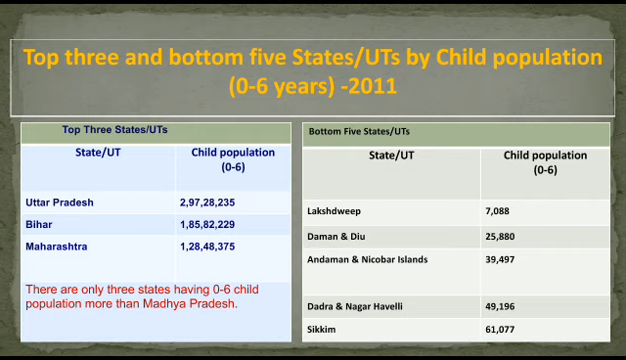 Top three and bottom five States/UTs by Child population
(0-6 years) -2011
Top Three States/UTs
State/UT Child population
(0-6)
Uttar Pradesh 2,97,28,235
Bihar 1,85,82,229
Maharashtra 1,28,48,375
There are only three states having 0-6 child
population more than Madhya Pradesh.
Bottom Five States/UTs
State/UT Child population
(0-6)
Lakshdweep 7,088
Daman & Diu 25,880
Andaman & Nicobar Islands 39,497
Dadra & Nagar Havelli 49,196
Sikkim 61,077